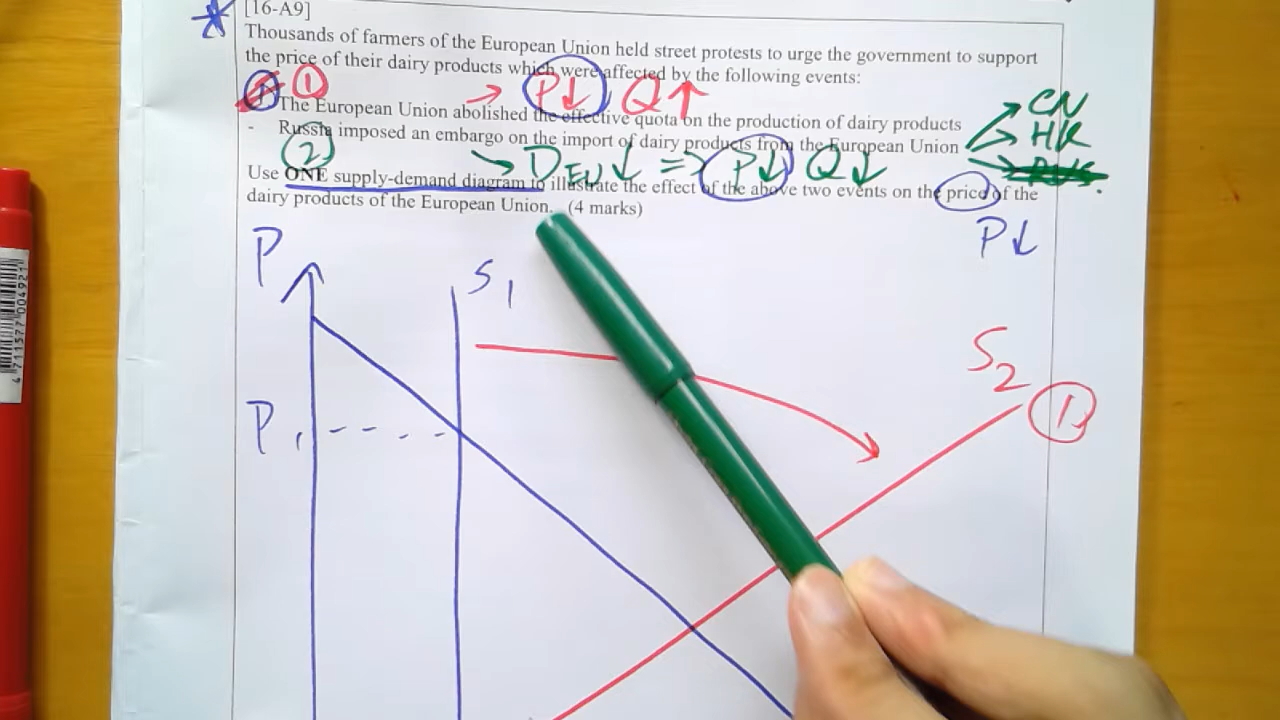 [16-A9]
Thousands of farmers of the European Union held street protests to urge the government to support
the price of their dairy products which were affected by the following events:
① → P↓ Q↑
The European Union abolished the effective quota on the production of dairy products
CN
- Russia imposed an embargo on the import of dairy products from the European Union
HK
② → D EU ↓ ⇒ P↓ Q↓
Use ONE supply-demand diagram to illustrate the effect of the above two events on the price of the
dairy products of the European Union. (4 marks)
P↓
P
S1
S2 ①
P1
4711577004921